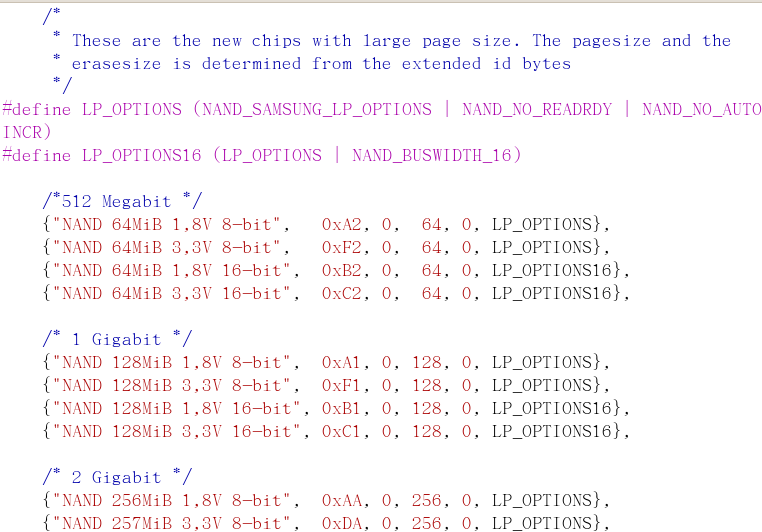 /*
 * These are the new chips with large page size. The pagesize and the
 * erasesize is determined from the extended id bytes
 */
#define LP_OPTIONS (NAND_SAMSUNG_LP_OPTIONS | NAND_NO_READRDY | NAND_NO_AUTO
INCR)
#define LP_OPTIONS16 (LP_OPTIONS | NAND_BUSWIDTH_16)
/*512 Megabit */
{"NAND 64MiB 1,8V 8-bit",   0xA2, 0,  64, 0, LP_OPTIONS},
{"NAND 64MiB 3,3V 8-bit",   0xF2, 0,  64, 0, LP_OPTIONS},
{"NAND 64MiB 1,8V 16-bit",  0xB2, 0,  64, 0, LP_OPTIONS16},
{"NAND 64MiB 3,3V 16-bit",  0xC2, 0,  64, 0, LP_OPTIONS16},
/* 1 Gigabit */
{"NAND 128MiB 1,8V 8-bit",  0xA1, 0, 128, 0, LP_OPTIONS},
{"NAND 128MiB 3,3V 8-bit",  0xF1, 0, 128, 0, LP_OPTIONS},
{"NAND 128MiB 1,8V 16-bit", 0xB1, 0, 128, 0, LP_OPTIONS16},
{"NAND 128MiB 3,3V 16-bit", 0xC1, 0, 128, 0, LP_OPTIONS16},
/* 2 Gigabit */
{"NAND 256MiB 1,8V 8-bit",  0xAA, 0, 256, 0, LP_OPTIONS},
{"NAND 257MiB 3,3V 8-bit",  0xDA, 0, 256, 0, LP_OPTIONS},